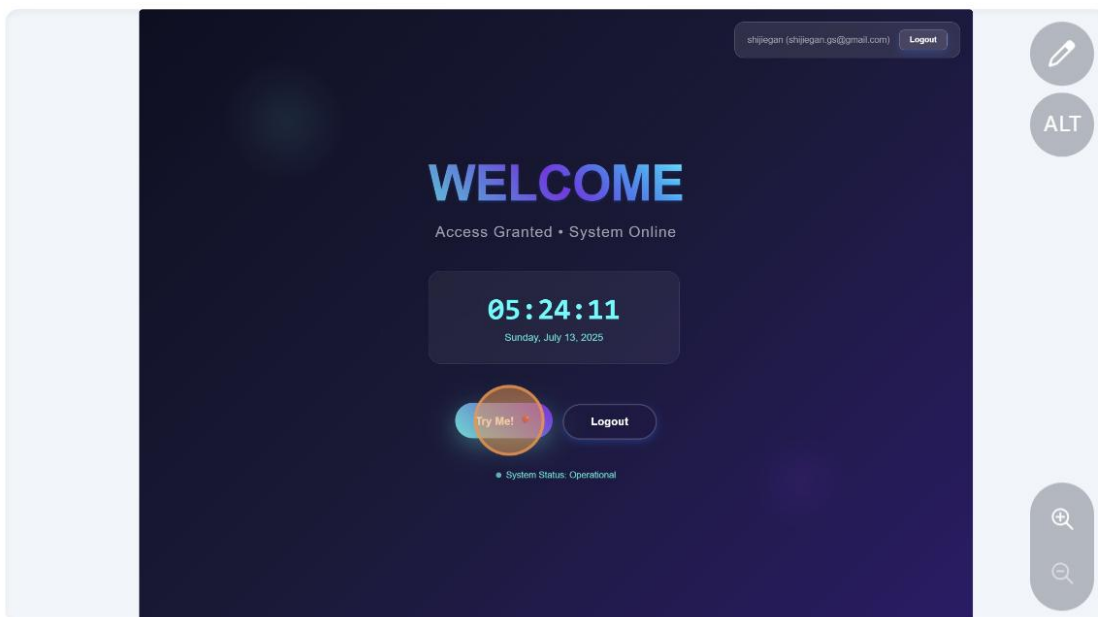 shijiegan (shijiegan.gs@gmail.com) Logout
ALT
WELCOME
Access Granted • System Online
05:24:11
Sunday, July 13, 2025
Try Me! Logout
System Status: Operational